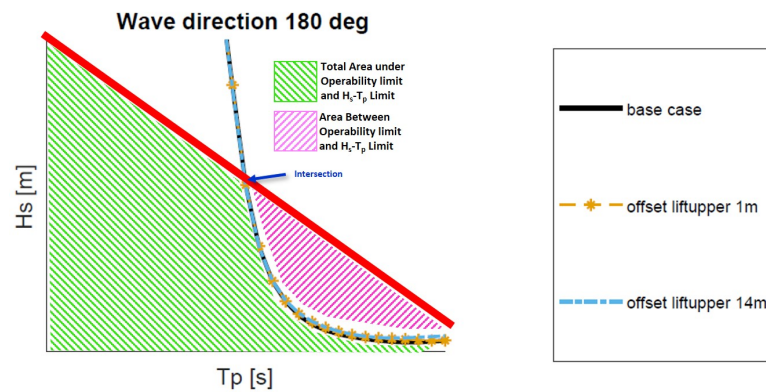 Wave direction 180 deg
Total Area under
Operability limit
and Hs-Tp Limit
Area Between
Operability limit
and Hs-Tp Limit
Intersection
Hs [m]
Tp [s]
base case
offset liftupper 1m
offset liftupper 14m